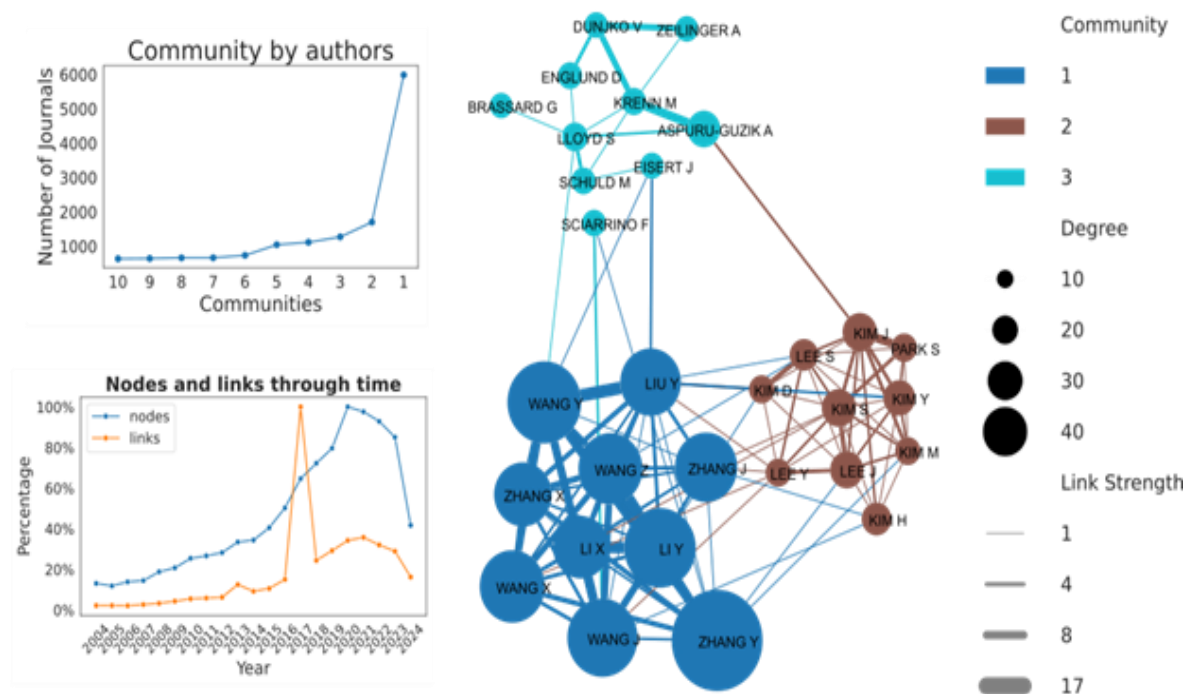 Community by authors
Number of Journals
6000
5000
4000
3000
2000
1000
10 9 8 7 6 5 4 3 2 1
Communities
Nodes and links through time
nodes
links
Percentage
100%
80%
60%
40%
20%
0%
2004 2005 2006 2007 2008 2009 2010 2011 2012 2013 2014 2015 2016 2017 2018 2019 2020 2021 2022 2023 2024
Year
DUNJKO V
ZEILINGER A
ENGLUND D
BRASSARD G
KRENN M
LLOYD S
ASPURU-GUZIK A
EISERT J
SCHULD M
SCIARRINO F
KIM J
LEE S
PARK S
LIU Y
KIM D
KIM Y
WANG Y
KIM S
KIM M
WANG Z
ZHANG J
LEE Y
LEE J
ZHANG X
KIM H
LI X
LI Y
WANG X
WANG J
ZHANG Y
Community
1
2
3
Degree
10
20
30
40
Link Strength
1
4
8
17